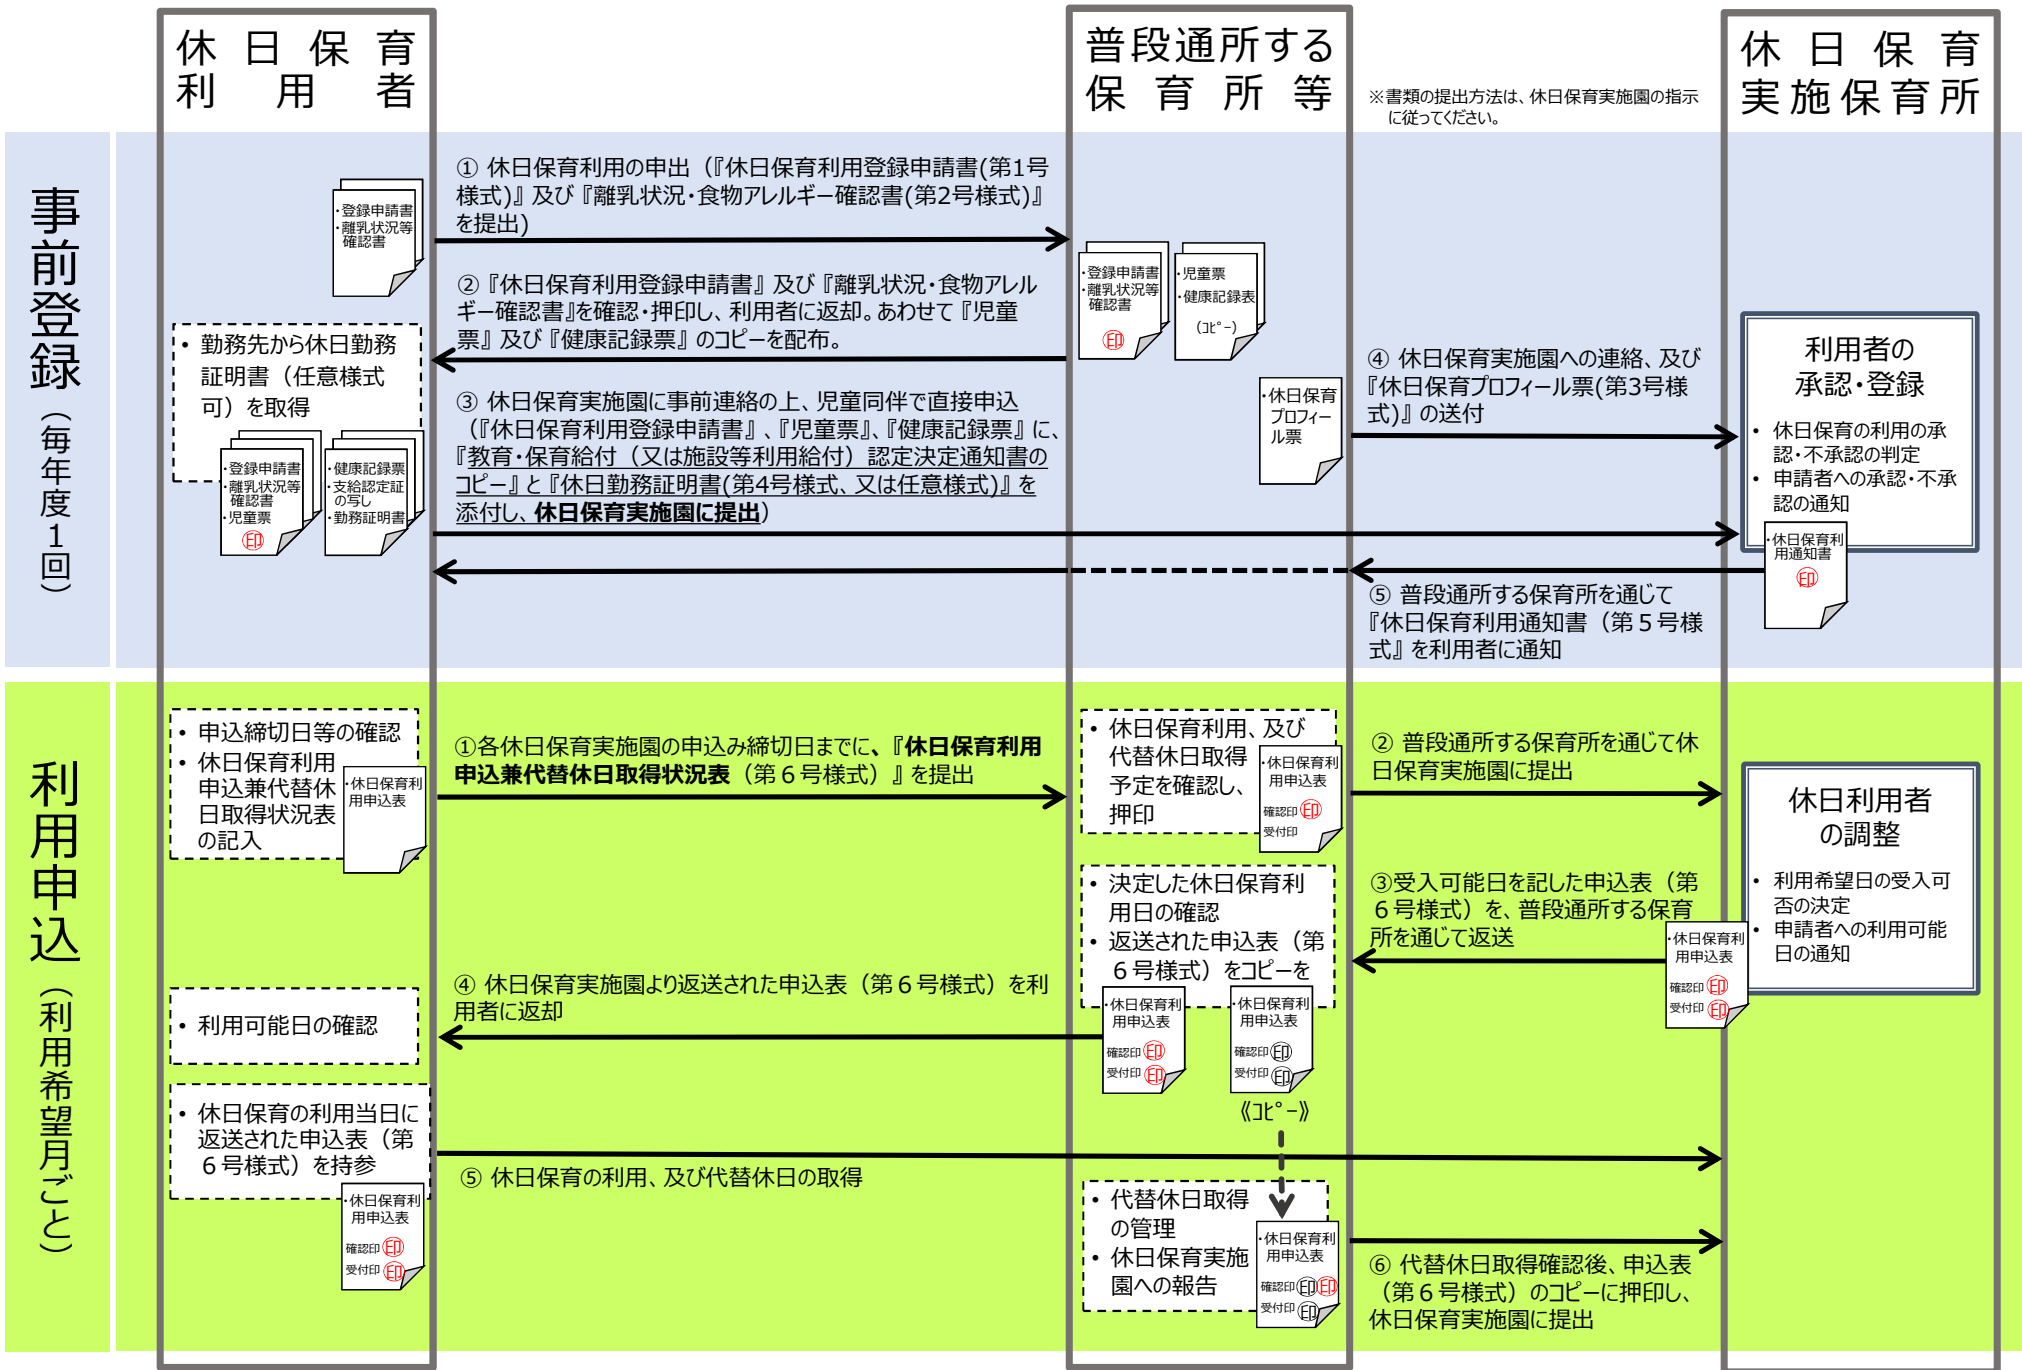 休日保育
利用者
普段通所する
保育所等
休日保育
実施保育所
※書類の提出方法は、休日保育実施園の指示
に従ってください。
事前登録（毎年度１回）
・登録申請書
・離乳状況等
確認書
① 休日保育利用の申出（『休日保育利用登録申請書(第1号
様式)』及び『離乳状況・食物アレルギー確認書(第2号様式)』
を提出)
・登録申請書
・離乳状況等
確認書
印
・児童票
・健康記録表
(ｺﾋﾟｰ)
② 『休日保育利用登録申請書』及び『離乳状況・食物アレル
ギー確認書』を確認・押印し、利用者に返却。あわせて『児童
票』及び『健康記録票』のコピーを配布。
• 勤務先から休日勤務
証明書（任意様式
可）を取得
・登録申請書
・離乳状況等
確認書
・児童票
印
・健康記録票
・支給認定証
の写し
・勤務証明書
③ 休日保育実施園に事前連絡の上、児童同伴で直接申込
（『休日保育利用登録申請書』、『児童票』、『健康記録票』に、
『教育・保育給付（又は施設等利用給付）認定決定通知書の
コピー』と『休日勤務証明書(第4号様式、又は任意様式)』を
添付し、休日保育実施園に提出）
・休日保育
プロフィー
ル票
④ 休日保育実施園への連絡、及び
『休日保育プロフィール票(第3号様
式)』の送付
利用者の
承認・登録
• 休日保育の利用の承
認・不承認の判定
• 申請者への承認・不承
認の通知
・休日保育利
用通知書
印
⑤ 普段通所する保育所を通じて
『休日保育利用通知書（第５号様
式』を利用者に通知
利用申込（利用希望月ごと）
• 申込締切日等の確認
• 休日保育利用
申込兼代替休
日取得状況表
の記入
・休日保育利
用申込表
①各休日保育実施園の申込み締切日までに、『休日保育利用
申込兼代替休日取得状況表（第６号様式）』を提出
• 休日保育利用、及び
代替休日取得
予定を確認し、
押印
・休日保育利
用申込表
確認印 印
受付印
② 普段通所する保育所を通じて休
日保育実施園に提出
休日利用者
の調整
• 利用希望日の受入可
否の決定
• 申請者への利用可能
日の通知
・休日保育利
用申込表
確認印 印
受付印 印
③受入可能日を記した申込表（第
６号様式）を、普段通所する保育
所を通じて返送
• 決定した休日保育利
用日の確認
• 返送された申込表（第
６号様式）をコピーを
・休日保育利
用申込表
確認印 印
受付印 印
・休日保育利
用申込表
確認印 印
受付印 印
《ｺﾋﾟｰ》
④ 休日保育実施園より返送された申込表（第６号様式）を利
用者に返却
• 利用可能日の確認
• 休日保育の利用当日に
返送された申込表（第
６号様式）を持参
・休日保育利
用申込表
確認印 印
受付印 印
⑤ 休日保育の利用、及び代替休日の取得
• 代替休日取得
の管理
• 休日保育実施
園への報告
・休日保育利
用申込表
確認印 印 印
受付印 印
⑥ 代替休日取得確認後、申込表
（第６号様式）のコピーに押印し、
休日保育実施園に提出